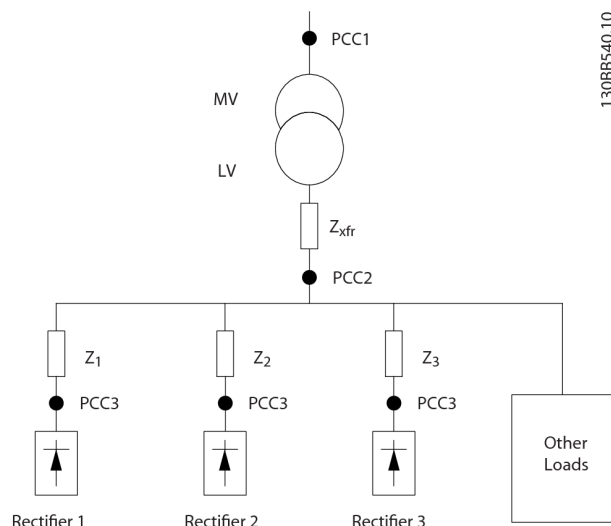 130BB540.10
PCC1
MV
LV
Zxfr
PCC2
Z1
Z2
Z3
PCC3
PCC3
PCC3
Other
Loads
Rectifier 1
Rectifier 2
Rectifier 3